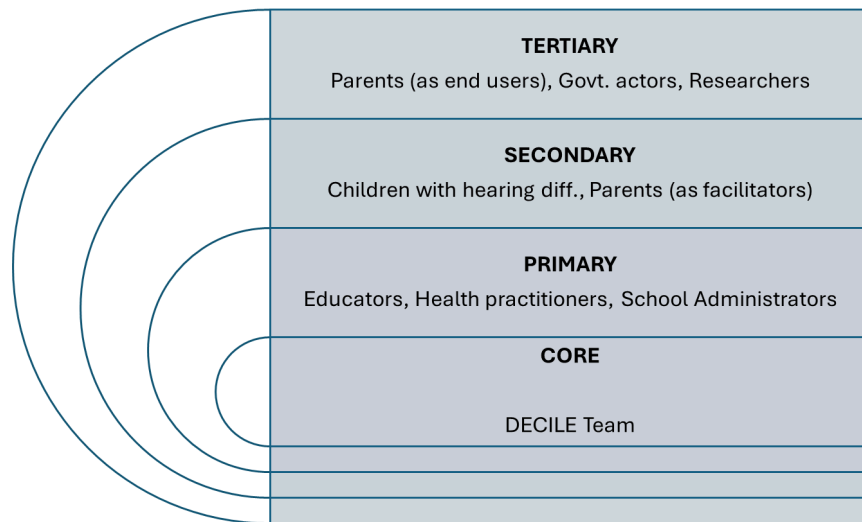 TERTIARY
Parents (as end users), Govt. actors, Researchers
SECONDARY
Children with hearing diff., Parents (as facilitators)
PRIMARY
Educators, Health practitioners, School Administrators
CORE
DECILE Team